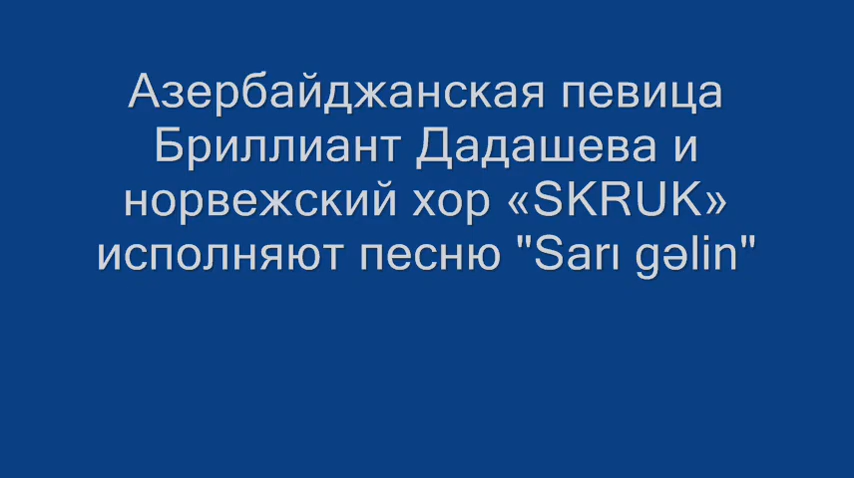 Азербайджанская певица
Бриллиант Дадашева и
норвежский хор «SKRUK»
исполняют песню "Sarı gəlin"